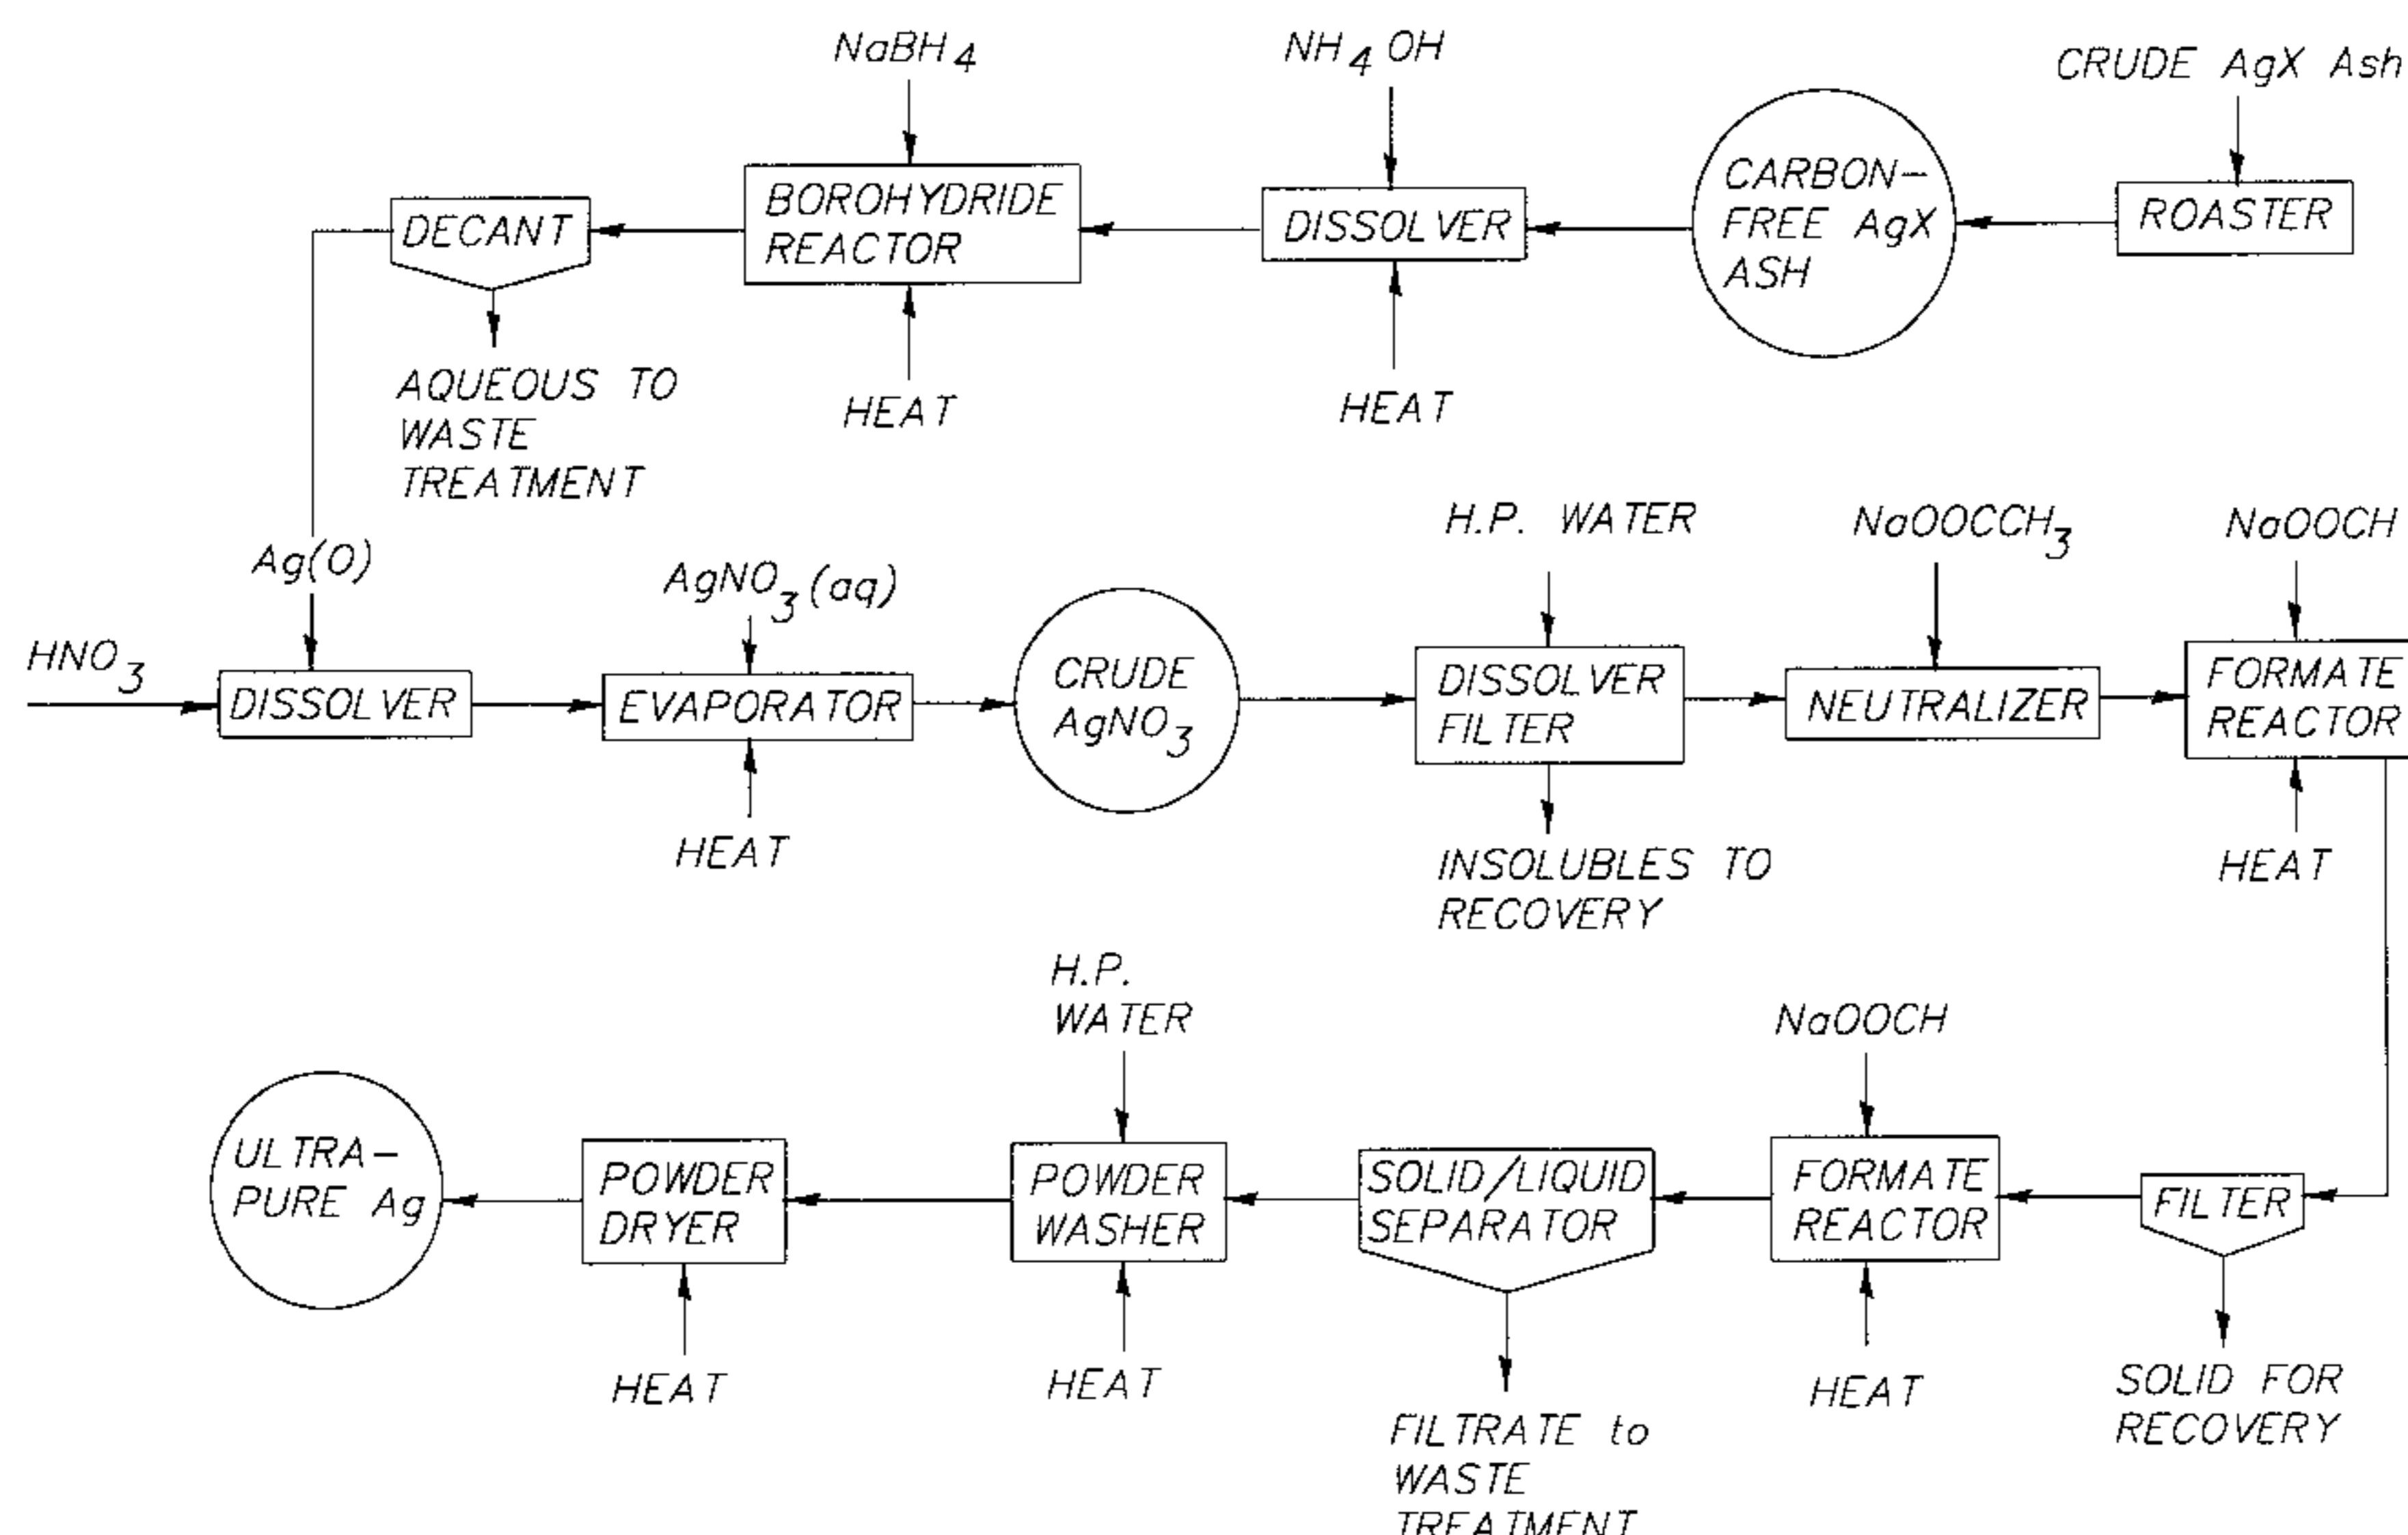 NaBH4
NH4 OH
CRUDE AgX Ash
DECANT
BOROHYDRIDE
REACTOR
DISSOLVER
CARBON-
FREE AgX
ASH
ROASTER
AQUEOUS TO
WASTE
TREATMENT
HEAT
HEAT
Ag(O)
AgNO3(aq)
H.P. WATER
NaOOCCH3
NaOOCH
HNO3
DISSOLVER
EVAPORATOR
CRUDE
AgNO3
DISSOLVER
FILTER
NEUTRALIZER
FORMATE
REACTOR
HEAT
INSOLUBLES TO
RECOVERY
HEAT
H.P.
WATER
NaOOCH
ULTRA-
PURE Ag
POWDER
DRYER
POWDER
WASHER
SOLID/LIQUID
SEPARATOR
FORMATE
REACTOR
FILTER
HEAT
HEAT
FILTRATE to
WASTE
TREATMENT
HEAT
SOLID FOR
RECOVERY